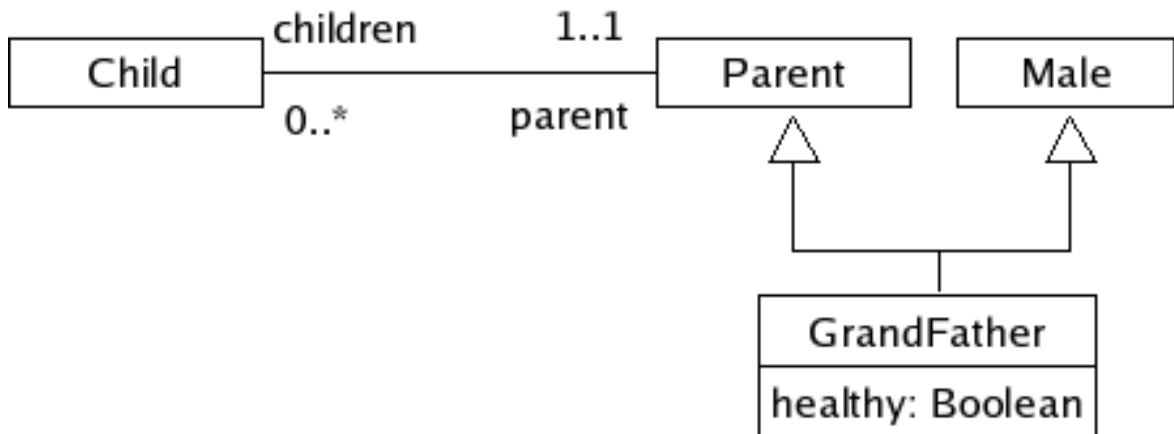 children
1..1
Child
Parent
Male
0..*
parent
GrandFather
healthy: Boolean